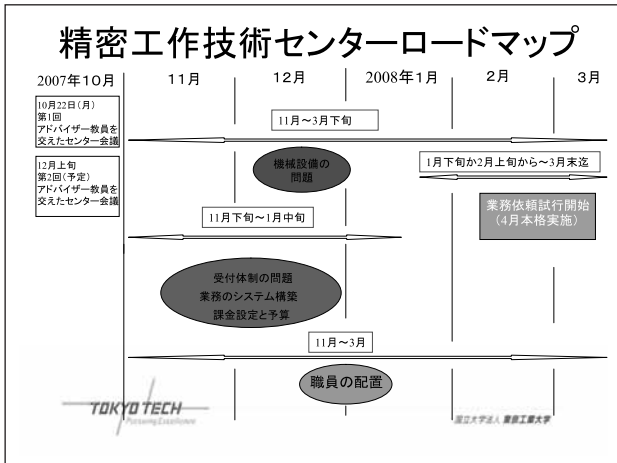 精密工作技術センターロードマップ
2007年10月
11月
12月
2008年1月
2月
3月
10月22日(月)
第1回
アドバイザー教員を
交えたセンター会議
11月～3月下旬
12月上旬
第2回(予定)
アドバイザー教員を
交えたセンター会議
機械設備の
問題
1月下旬か2月上旬から～3月末迄
業務依頼試行開始
(4月本格実施)
11月下旬～1月中旬
受付体制の問題
業務のシステム構築
課金設定と予算
11月～3月
職員の配置
TOKYO TECH
Pursuing Excellence
国立大学法人 東京工業大学